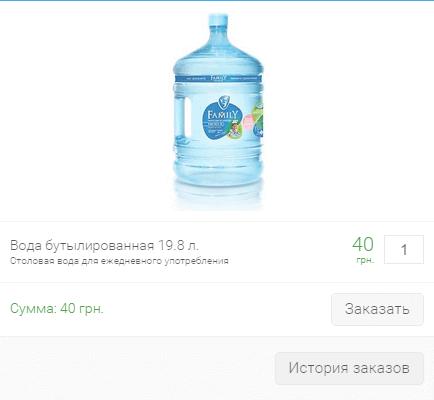 FAMILY
Вода бутылированная 19.8 л.
40
1
Столовая вода для ежедневного употребления
грн.
Сумма: 40 грн.
Заказать
История заказов